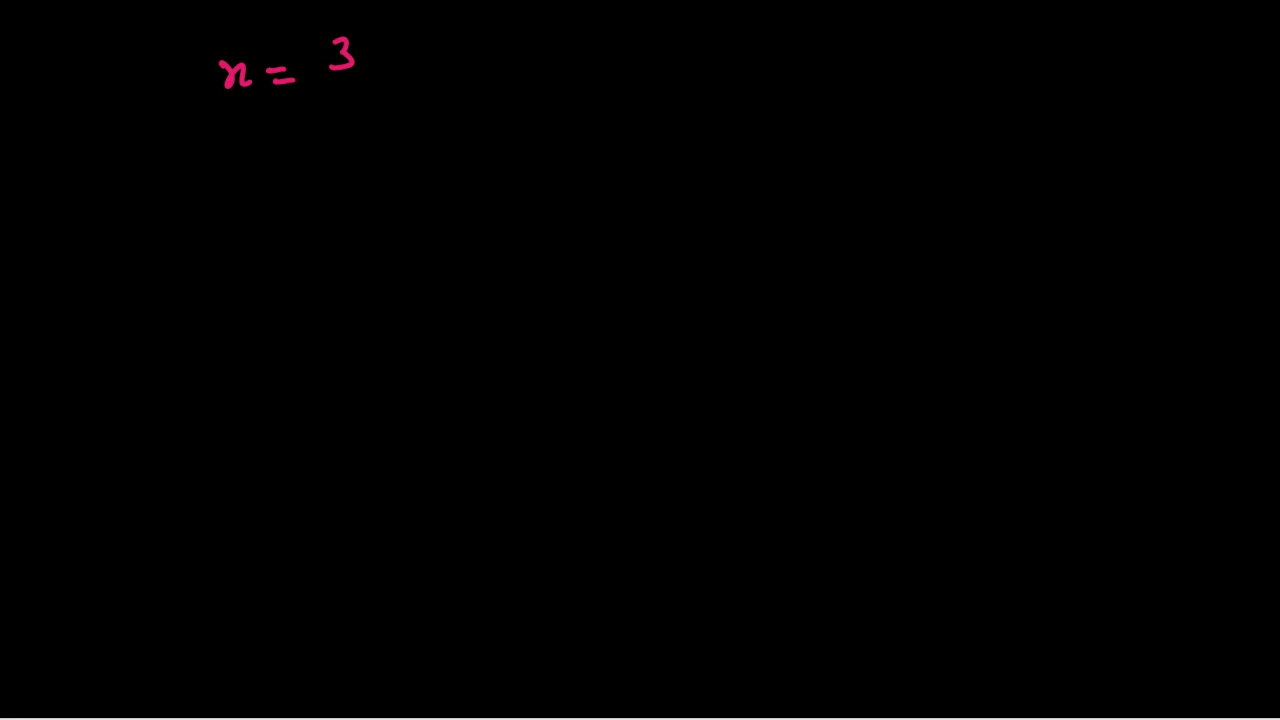 x = 3